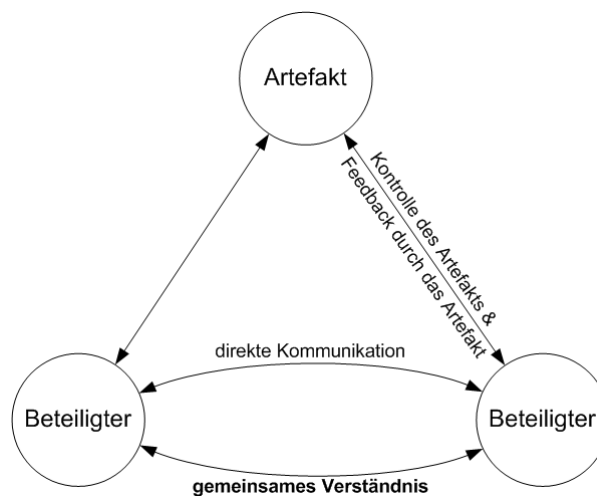 Artefakt
Kontrolle des Artefakts &
Feedback durch das Artefakt
direkte Kommunikation
Beteiligter
Beteiligter
gemeinsames Verständnis